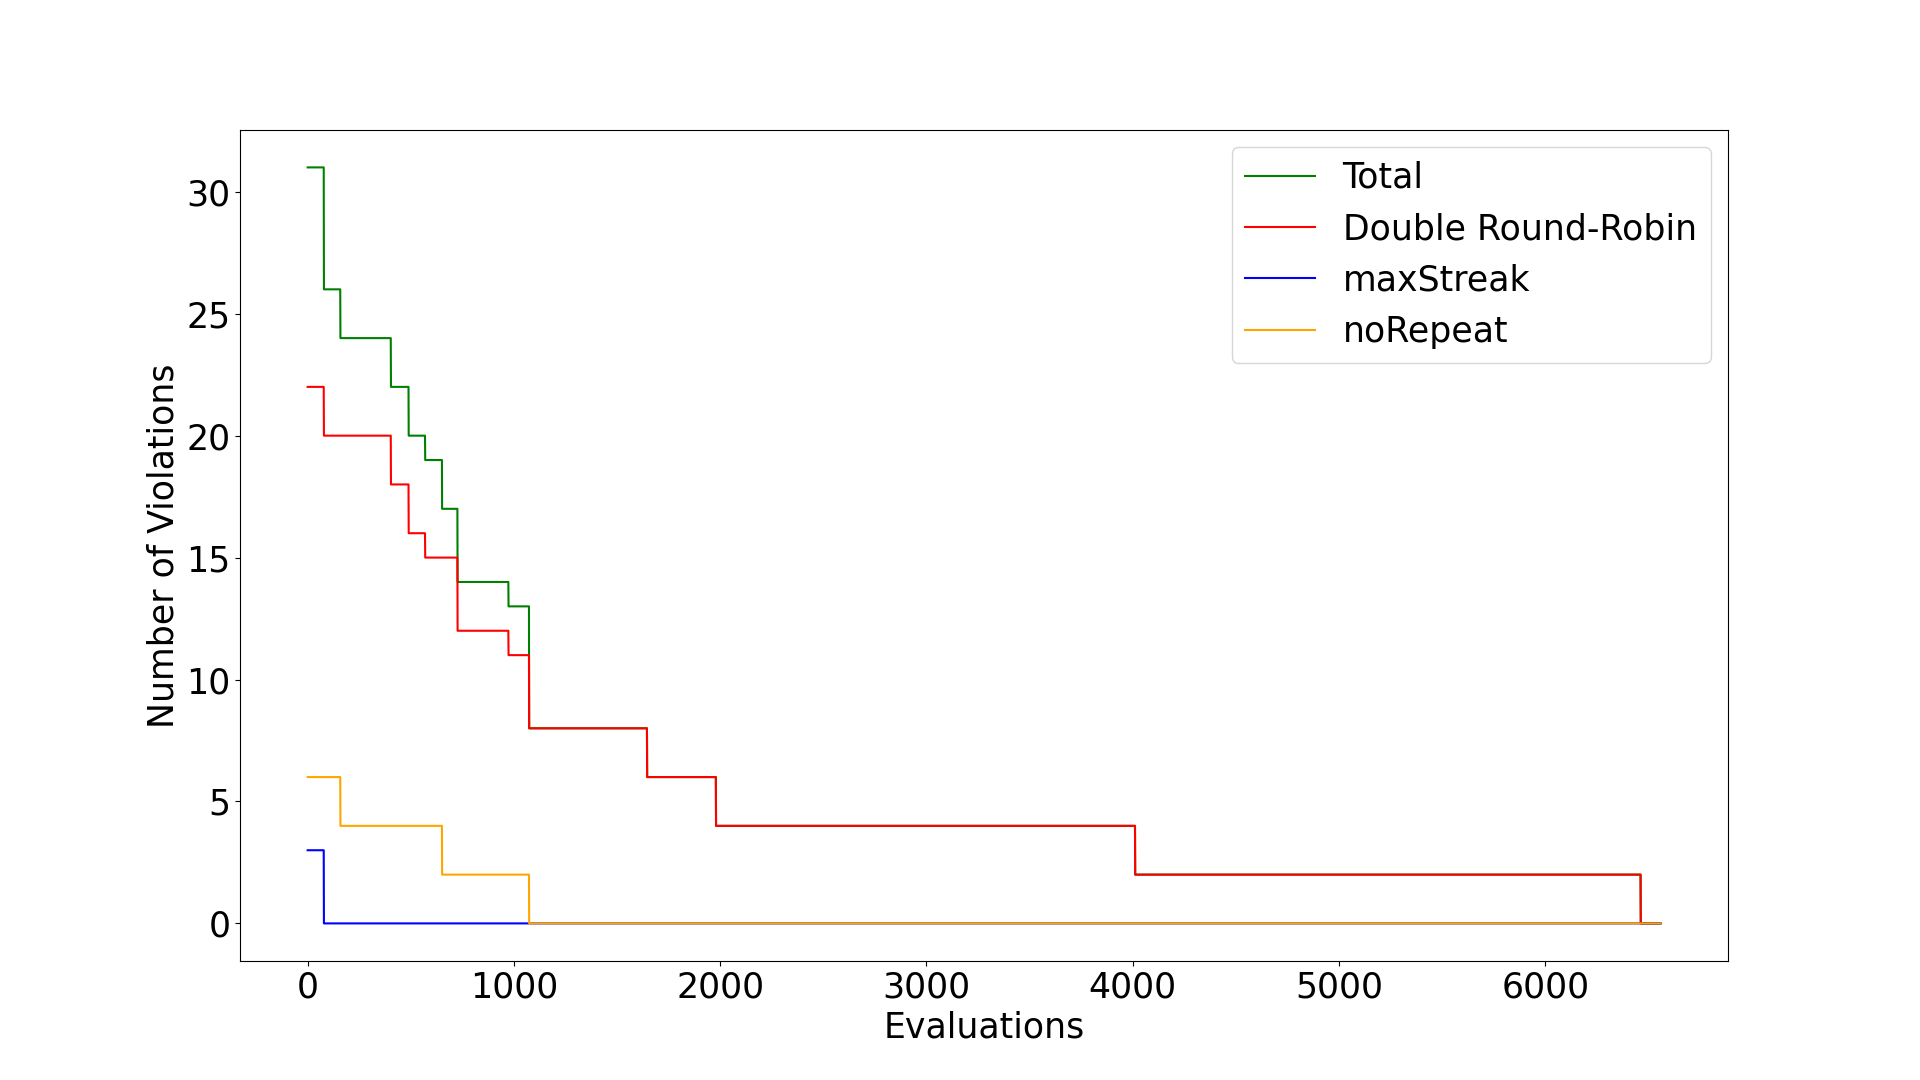 Number of Violations
30
25
20
15
10
5
0
Total
Double Round-Robin
maxStreak
noRepeat
0 1000 2000 3000 4000 5000 6000
Evaluations